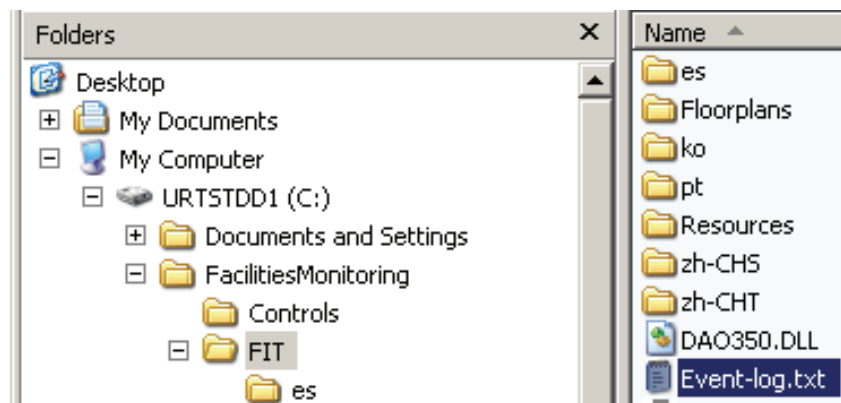 Folders
Desktop
My Documents
My Computer
URTSTDD1 (C:)
Documents and Settings
FacilitiesMonitoring
Controls
FIT
es
Name
es
Floorplans
ko
pt
Resources
zh-CHS
zh-CHT
DAO350.DLL
Event-log.txt